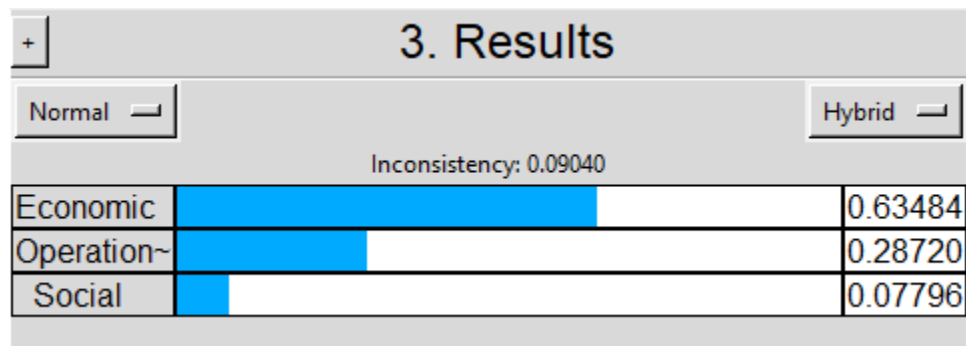 + 3. Results
Normal Hybrid
Inconsistency: 0.09040
Economic 0.63484
Operation~ 0.28720
Social 0.07796